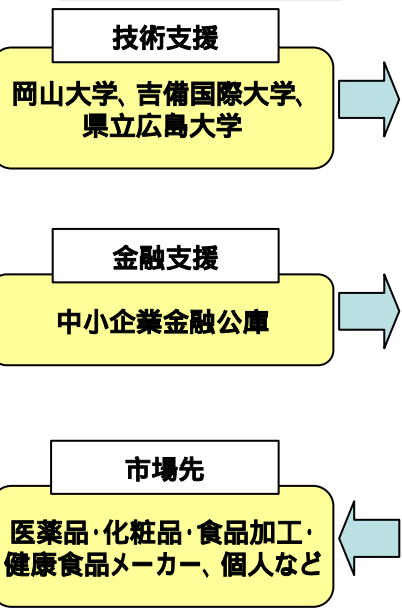 技術支援
岡山大学、吉備国際大学、
県立広島大学
金融支援
中小企業金融公庫
市場先
医薬品・化粧品・食品加工・
健康食品メーカー、個人など